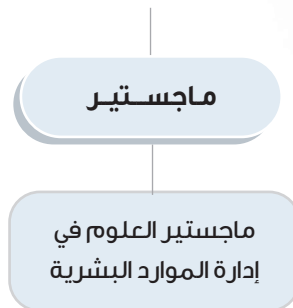 ماجستير
ماجستير العلوم في
إدارة الموارد البشرية